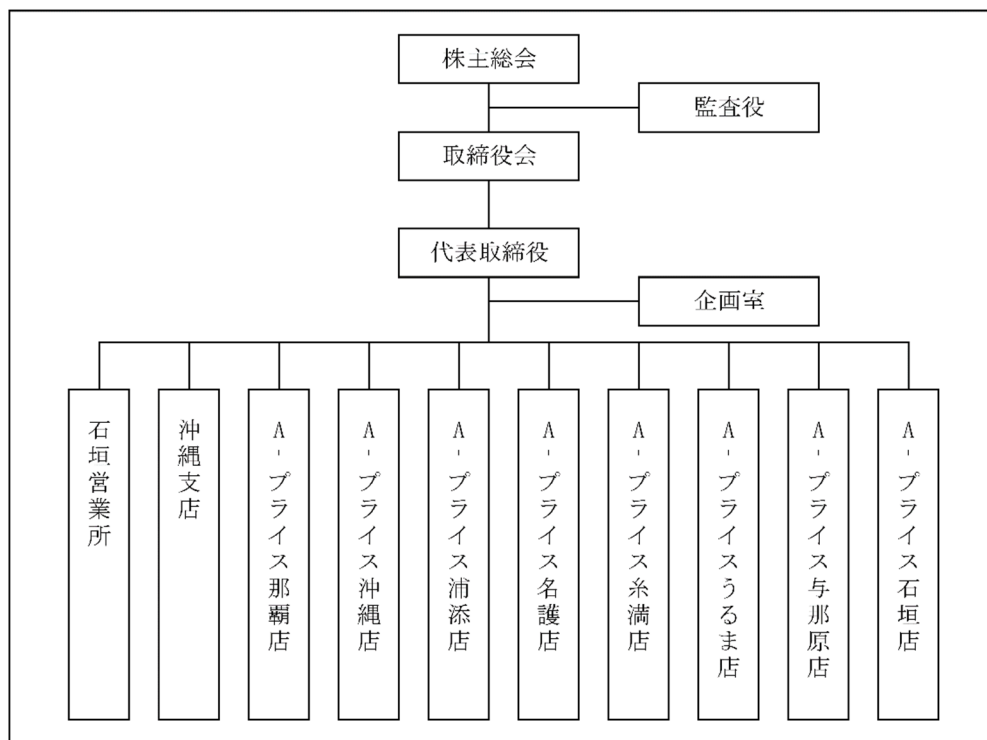 株主総会
監査役
取締役会
代表取締役
企画室
石垣営業所
沖縄支店
A-プライス那覇店
A-プライス沖縄店
A-プライス浦添店
A-プライス名護店
A-プライス糸満店
A-プライスうるま店
A-プライス与那原店
A-プライス石垣店